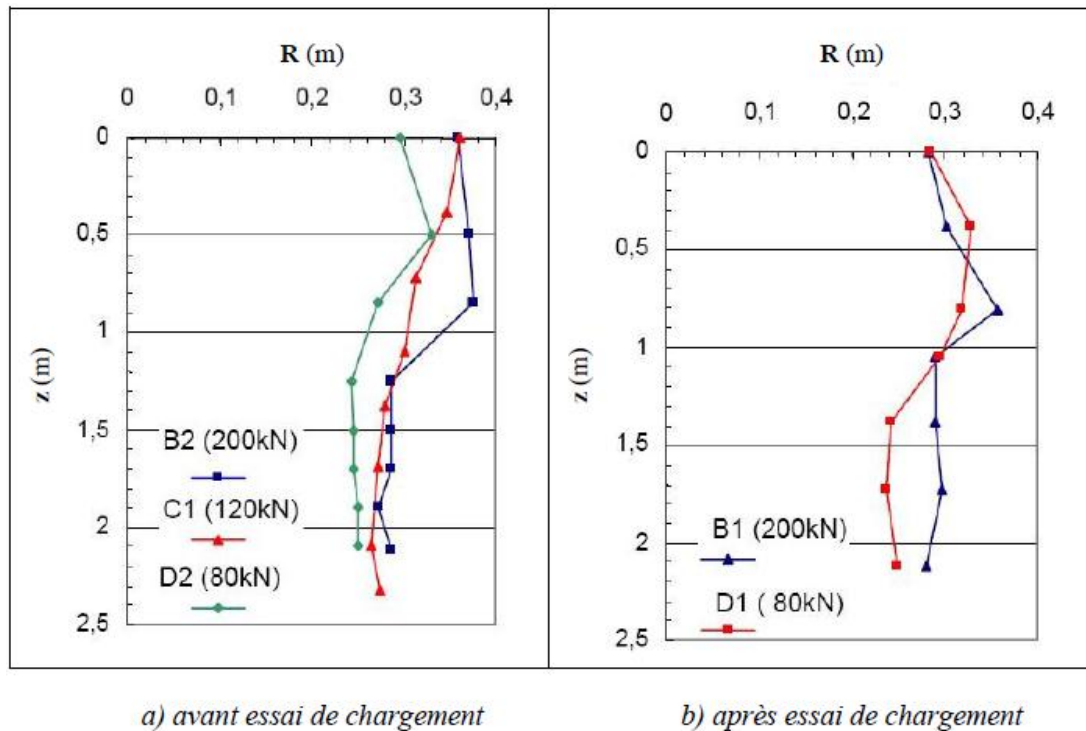 R (m)
0 0,1 0,2 0,3 0,4
0
0,5
1
1,5
2
2,5
z (m)
B2 (200kN)
C1 (120kN)
D2 (80kN)
R (m)
0 0,1 0,2 0,3 0,4
0
0,5
1
1,5
2
2,5
z (m)
B1 (200kN)
D1 ( 80kN)
a) avant essai de chargement
b) après essai de chargement